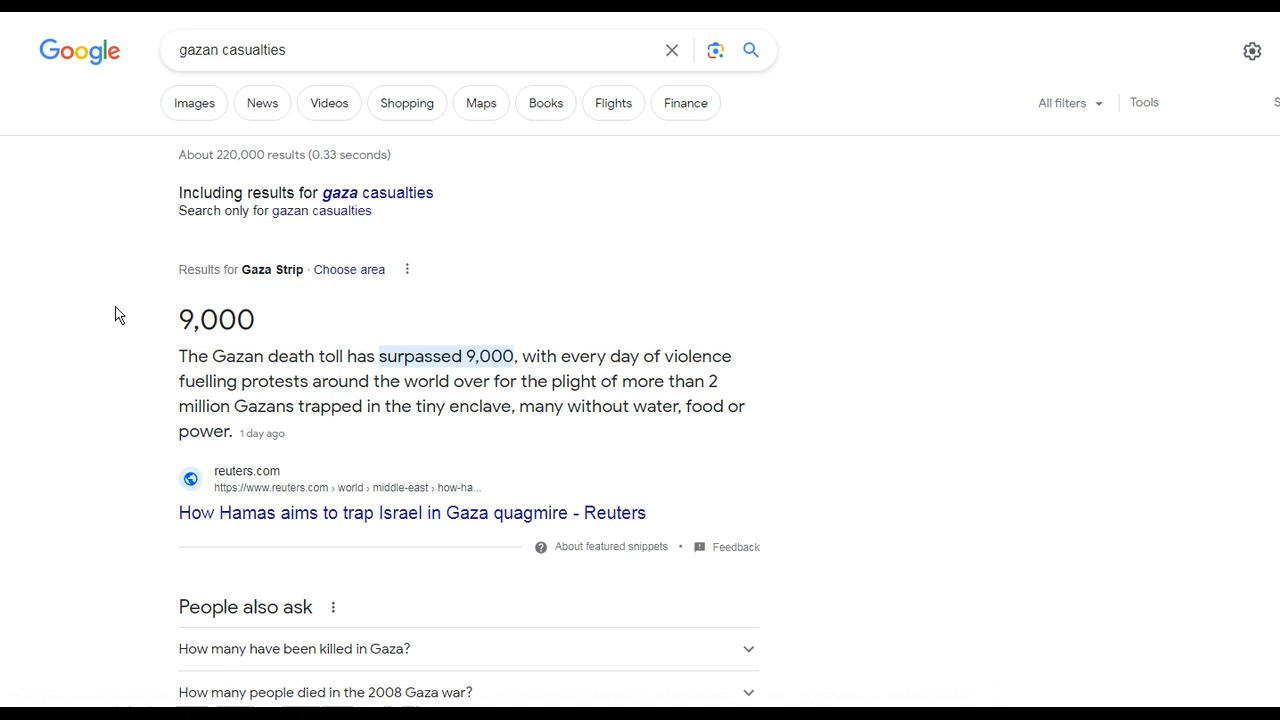 Google
gazan casualties
Images News Videos Shopping Maps Books Flights Finance All filters Tools S
About 220,000 results (0.33 seconds)
Including results for gaza casualties
Search only for gazan casualties
Results for Gaza Strip · Choose area
9,000
The Gazan death toll has surpassed 9,000, with every day of violence
fuelling protests around the world over for the plight of more than 2
million Gazans trapped in the tiny enclave, many without water, food or
power. 1 day ago
reuters.com
https://www.reuters.com › world › middle-east › how-ha...
How Hamas aims to trap Israel in Gaza quagmire - Reuters
About featured snippets • Feedback
People also ask
How many have been killed in Gaza?
How many people died in the 2008 Gaza war?